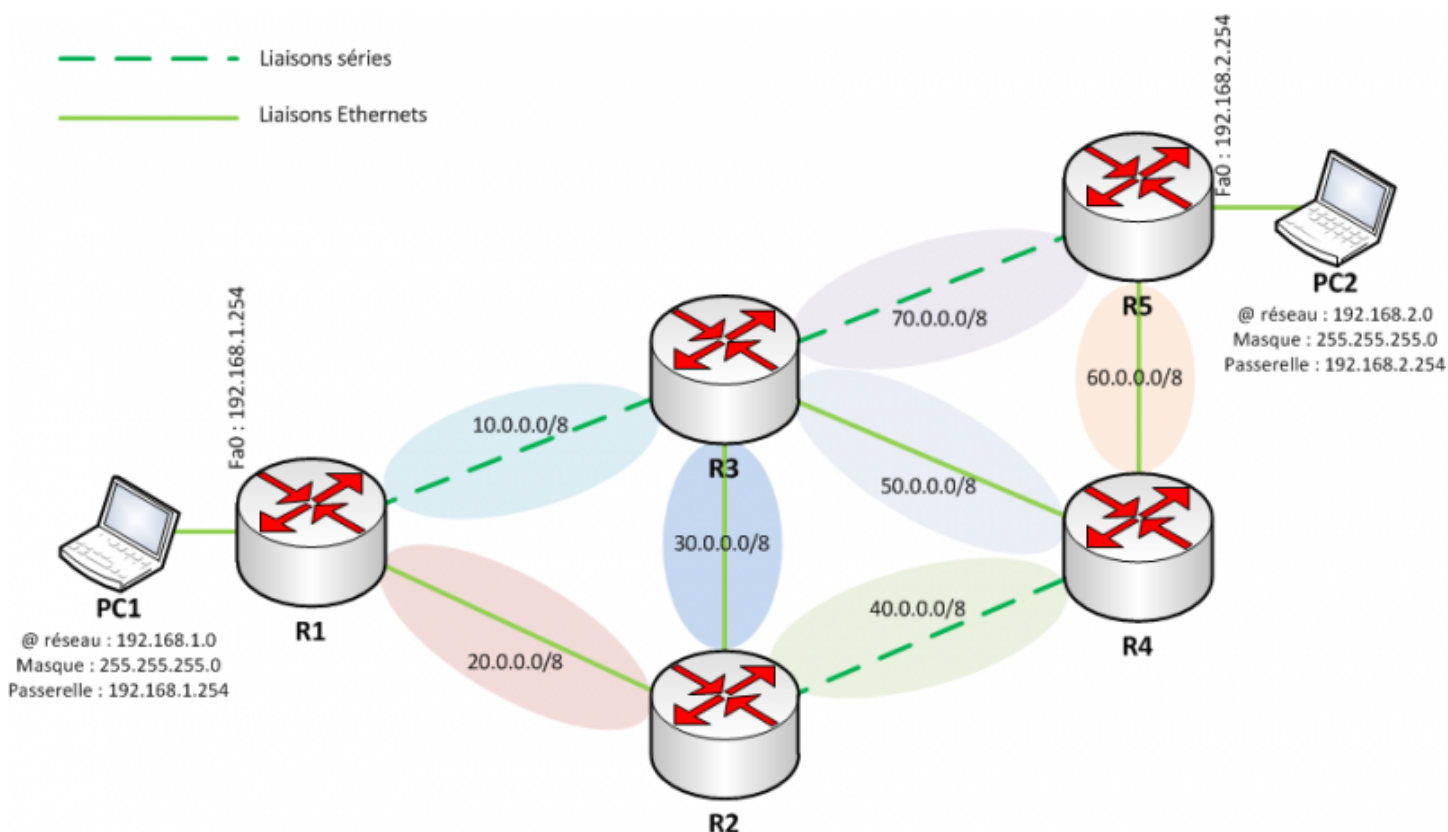 Liaisons séries
Liaisons Ethernets
Fa0 : 192.168.2.254
R5
PC2
@ réseau : 192.168.2.0
Masque : 255.255.255.0
Passerelle : 192.168.2.254
70.0.0.0/8
60.0.0.0/8
Fa0 : 192.168.1.254
10.0.0.0/8
R3
50.0.0.0/8
30.0.0.0/8
PC1
@ réseau : 192.168.1.0
Masque : 255.255.255.0
Passerelle : 192.168.1.254
R1
40.0.0.0/8
R4
20.0.0.0/8
R2